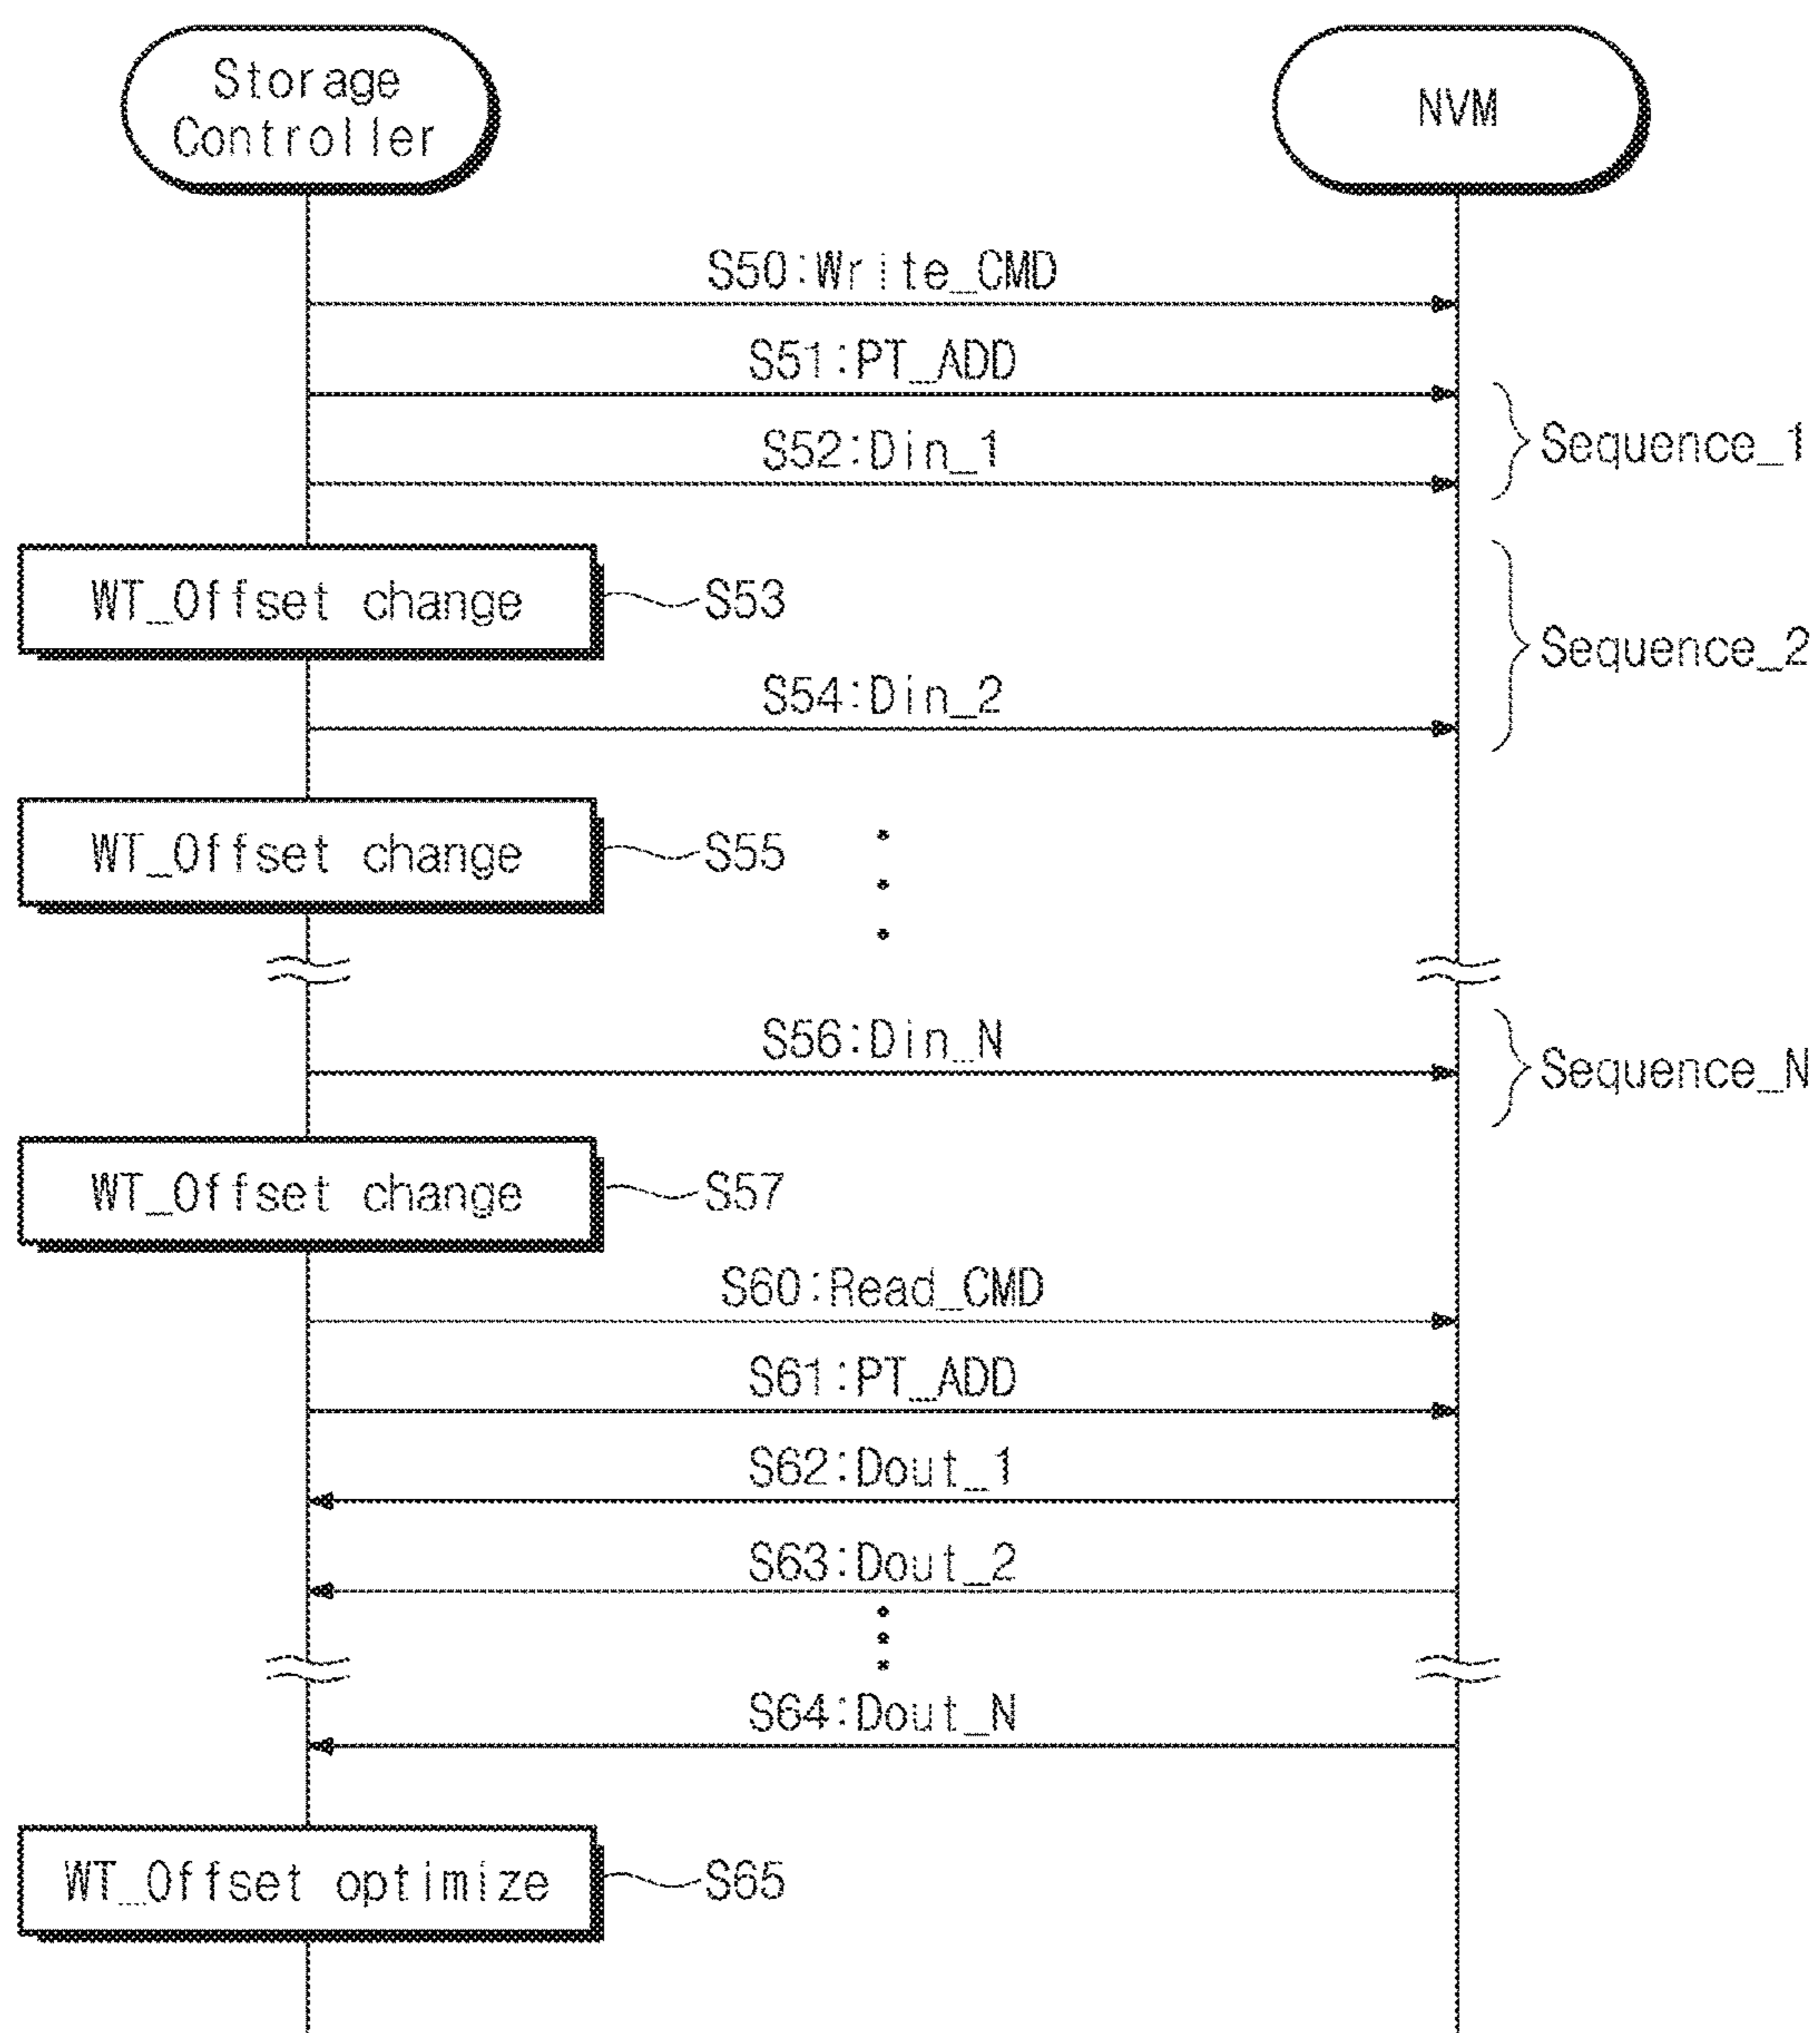 Storage
Controller
NVM
S50:Write_CMD
S51:PT_ADD
S52:Din_1
Sequence_1
WT_Offset change
S53
Sequence_2
S54:Din_2
WT_Offset change
S55
S56:Din_N
Sequence_N
WT_Offset change
S57
S60:Read_CMD
S61:PT_ADD
S62:Dout_1
S63:Dout_2
S64:Dout_N
WT_Offset optimize
S65